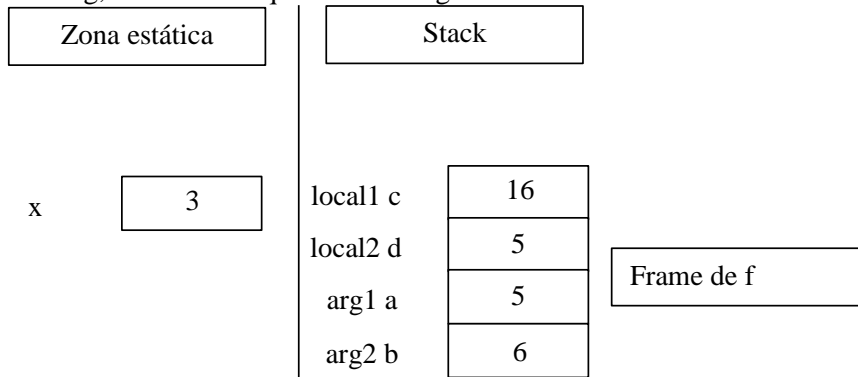 Zona estática
Stack
x
3
local1 c
16
local2 d
5
Frame de f
arg1 a
5
arg2 b
6